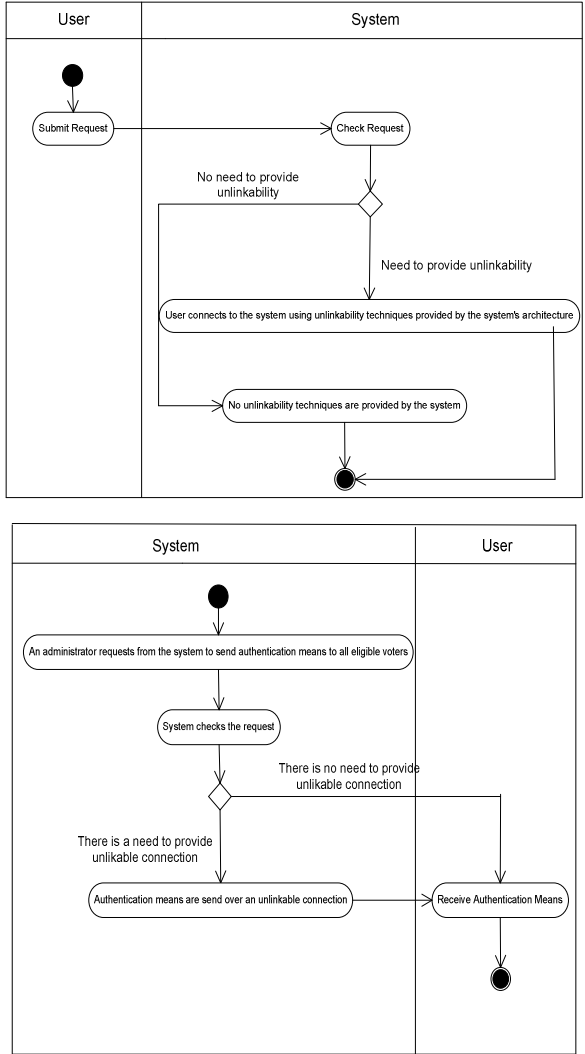 User
System
Submit Request
Check Request
No need to provide
unlinkability
Need to provide unlinkability
User connects to the system using unlinkability techniques provided by the system's architecture
No unlinkability techniques are provided by the system
System
User
An administrator requests from the system to send authentication means to all eligible voters
System checks the request
There is no need to provide
unlikable connection
There is a need to provide
unlikable connection
Authentication means are send over an unlinkable connection
Receive Authentication Means